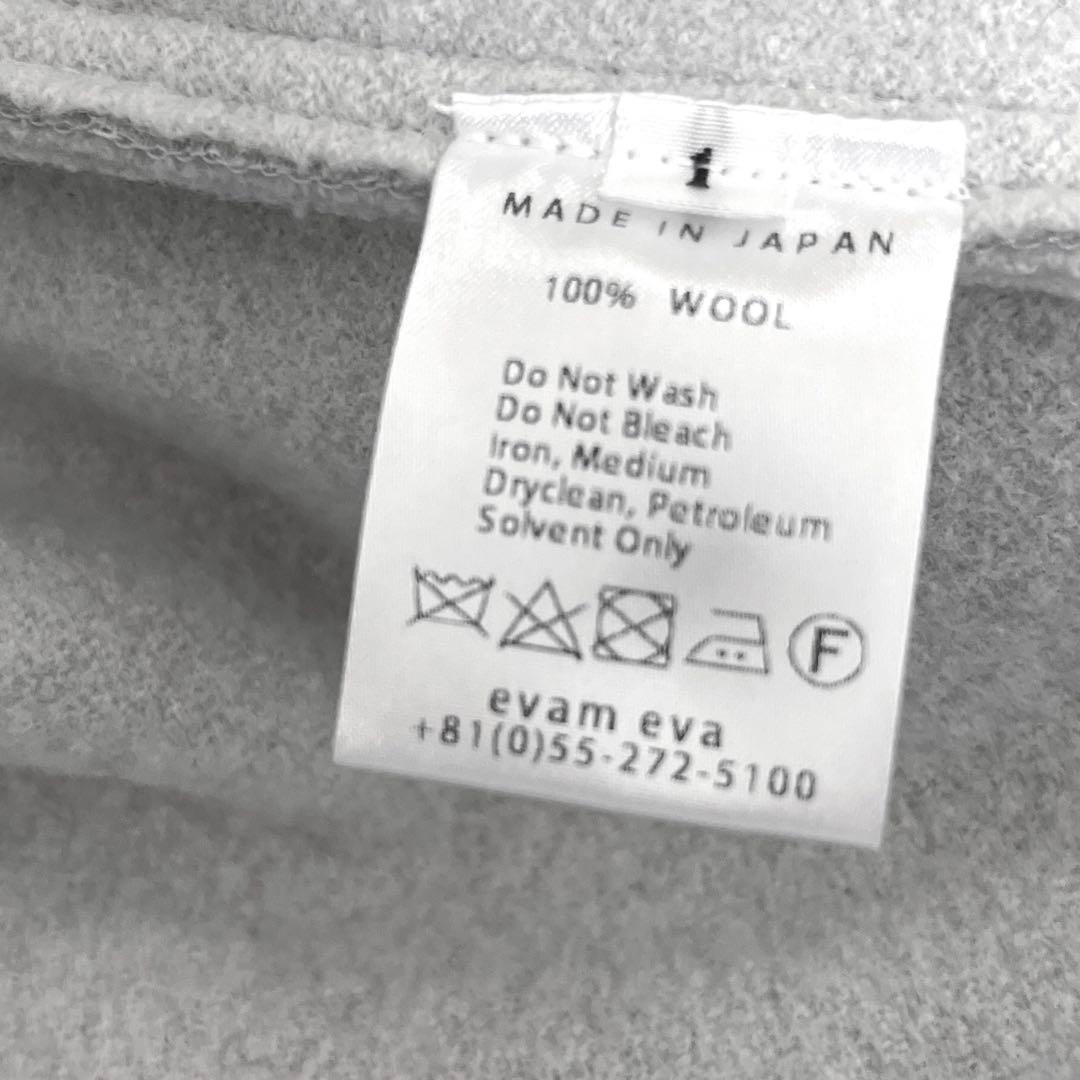 1
MADE IN JAPAN
100% WOOL
Do Not Wash
Do Not Bleach
Iron, Medium
Dryclean, Petroleum
Solvent Only
F
evam eva
+81(0)55-272-5100